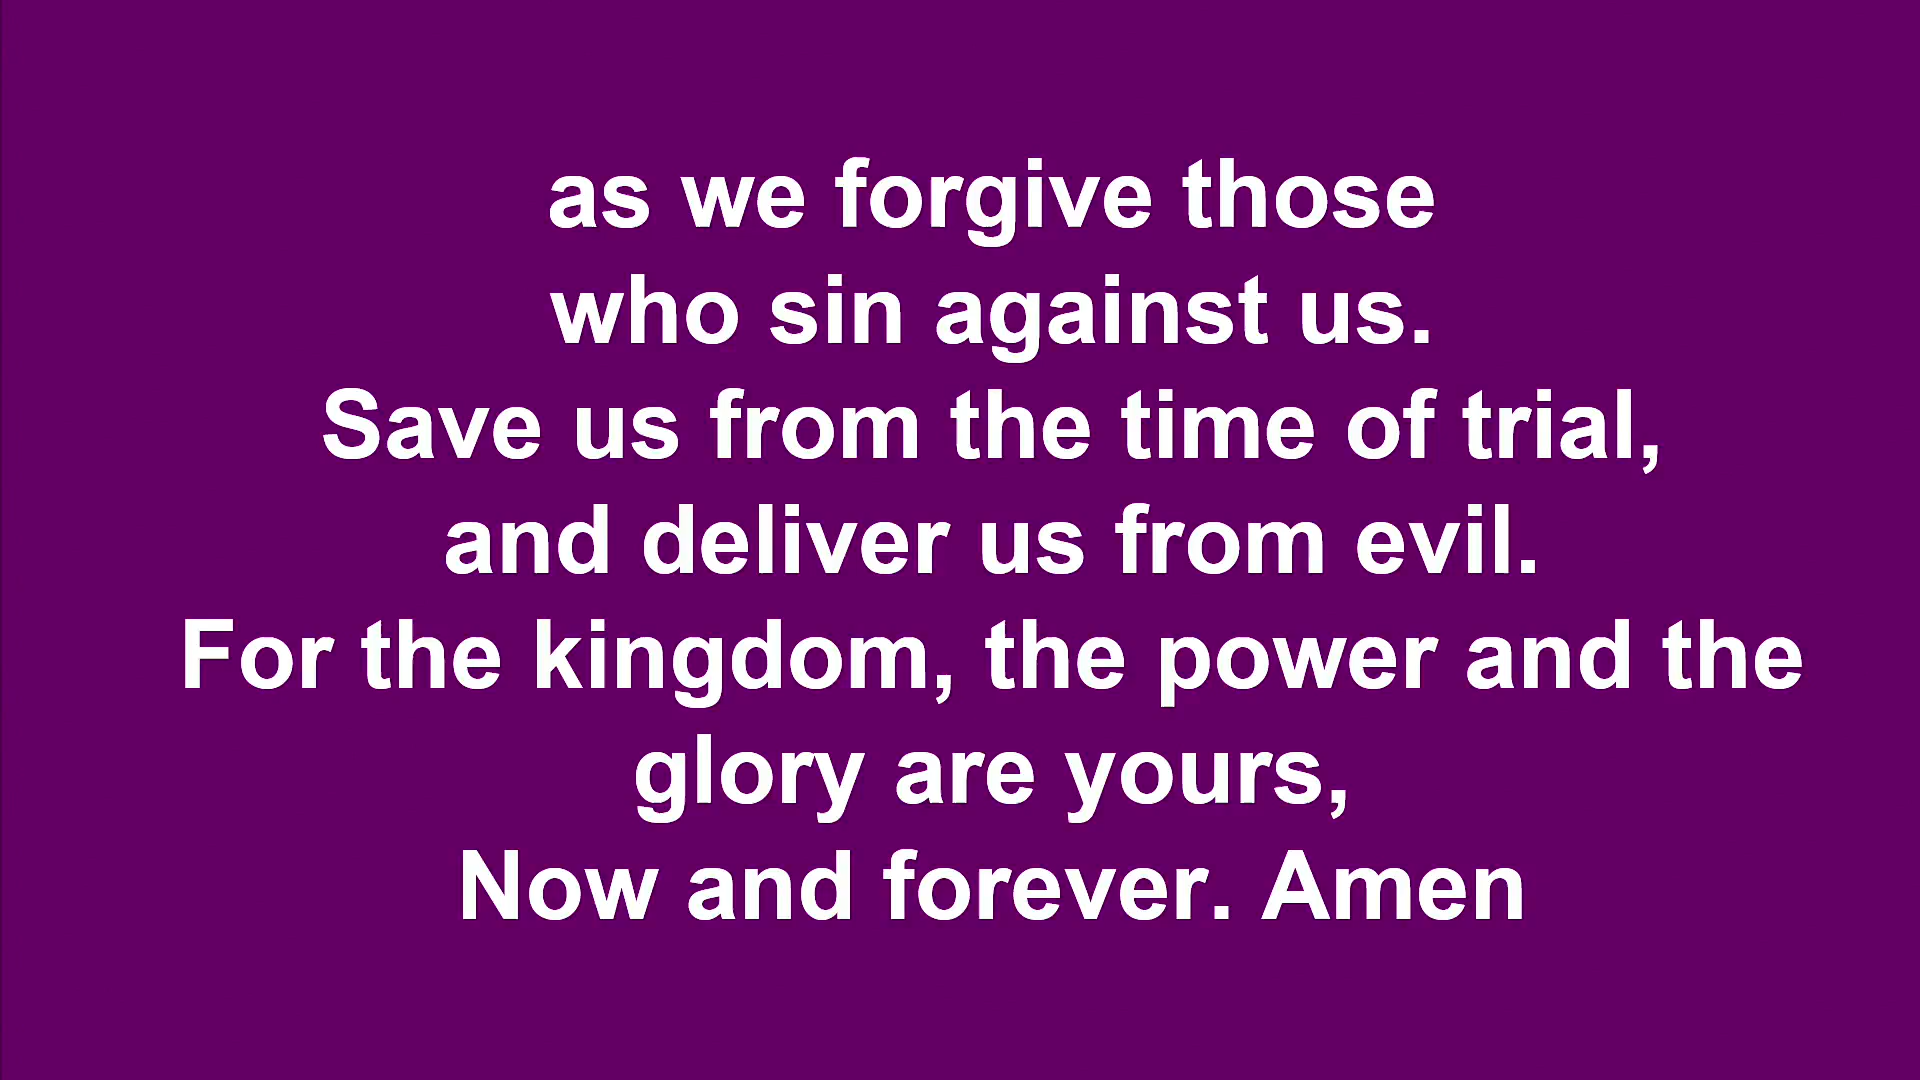 as we forgive those
who sin against us.
Save us from the time of trial,
and deliver us from evil.
For the kingdom, the power and the
glory are yours,
Now and forever. Amen